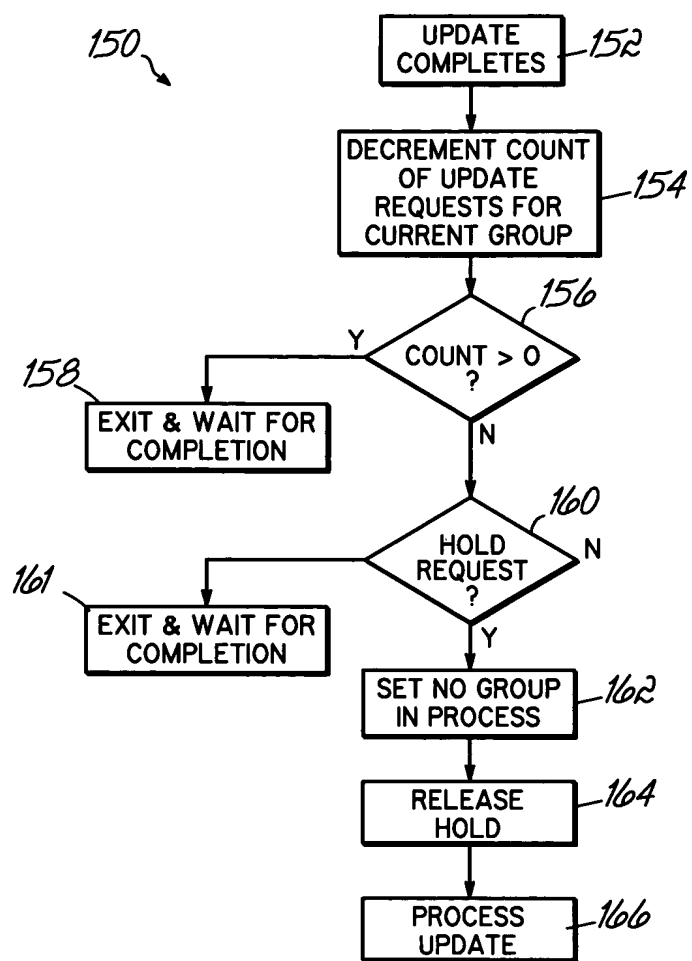 150
UPDATE
COMPLETES
152
DECREMENT COUNT
OF UPDATE
REQUESTS FOR
CURRENT GROUP
154
156
Y
COUNT > 0
?
158
EXIT & WAIT FOR
COMPLETION
N
160
HOLD
REQUEST
?
N
161
EXIT & WAIT FOR
COMPLETION
Y
SET NO GROUP
IN PROCESS
162
RELEASE
HOLD
164
PROCESS
UPDATE
166